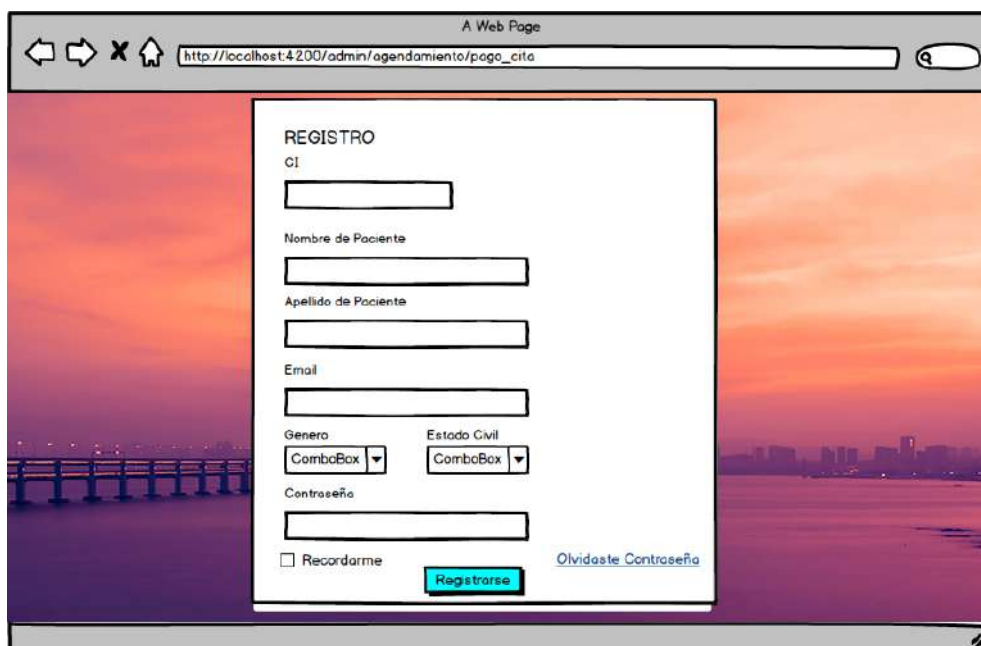 A Web Page
http://localhost:4200/admin/agendamiento/pago_cita
REGISTRO
CI
Nombre de Paciente
Apellido de Paciente
Email
Genero Estado Civil
ComboBox ComboBox
Contraseña
Recordarme Olvidaste Contraseña
Registrarse